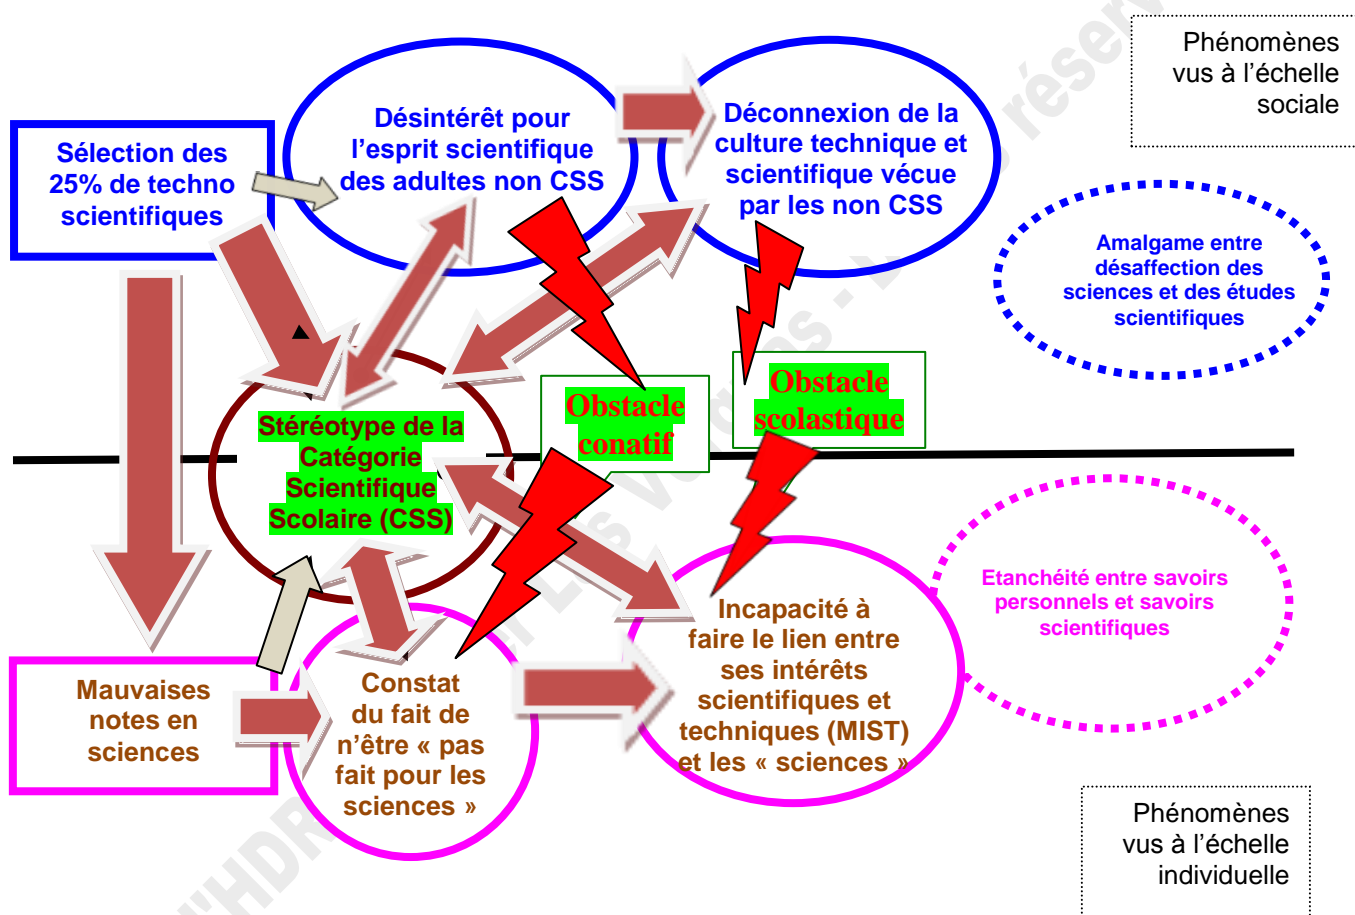 Phénomènes
vus à l'échelle
sociale
Sélection des
25% de techno
scientifiques
Désintérêt pour
l'esprit scientifique
des adultes non CSS
Déconnexion de la
culture technique et
scientifique vécue
par les non CSS
Amalgame entre
désaffection des
sciences et des études
scientifiques
Stéréotype de la
Catégorie
Scientifique
Scolaire (CSS)
Obstacle
conatif
Obstacle
scolastique
Etanchéité entre savoirs
personnels et savoirs
scientifiques
Mauvaises
notes en
sciences
Constat
du fait de
n'être « pas
fait pour les
sciences »
Incapacité à
faire le lien entre
ses intérêts
scientifiques et
techniques (MIST)
et les « sciences »
Phénomènes
vus à l'échelle
individuelle